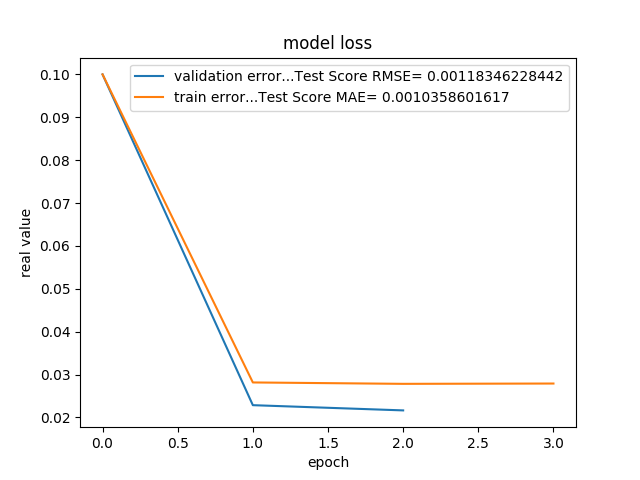 model loss
validation error...Test Score RMSE= 0.00118346228442
train error...Test Score MAE= 0.0010358601617
0.10
0.09
0.08
0.07
0.06
0.05
0.04
0.03
0.02
real value
0.0 0.5 1.0 1.5 2.0 2.5 3.0
epoch